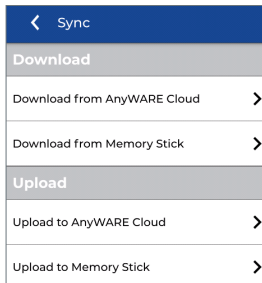 Sync
Download
Download from AnyWARE Cloud
Download from Memory Stick
Upload
Upload to AnyWARE Cloud
Upload to Memory Stick